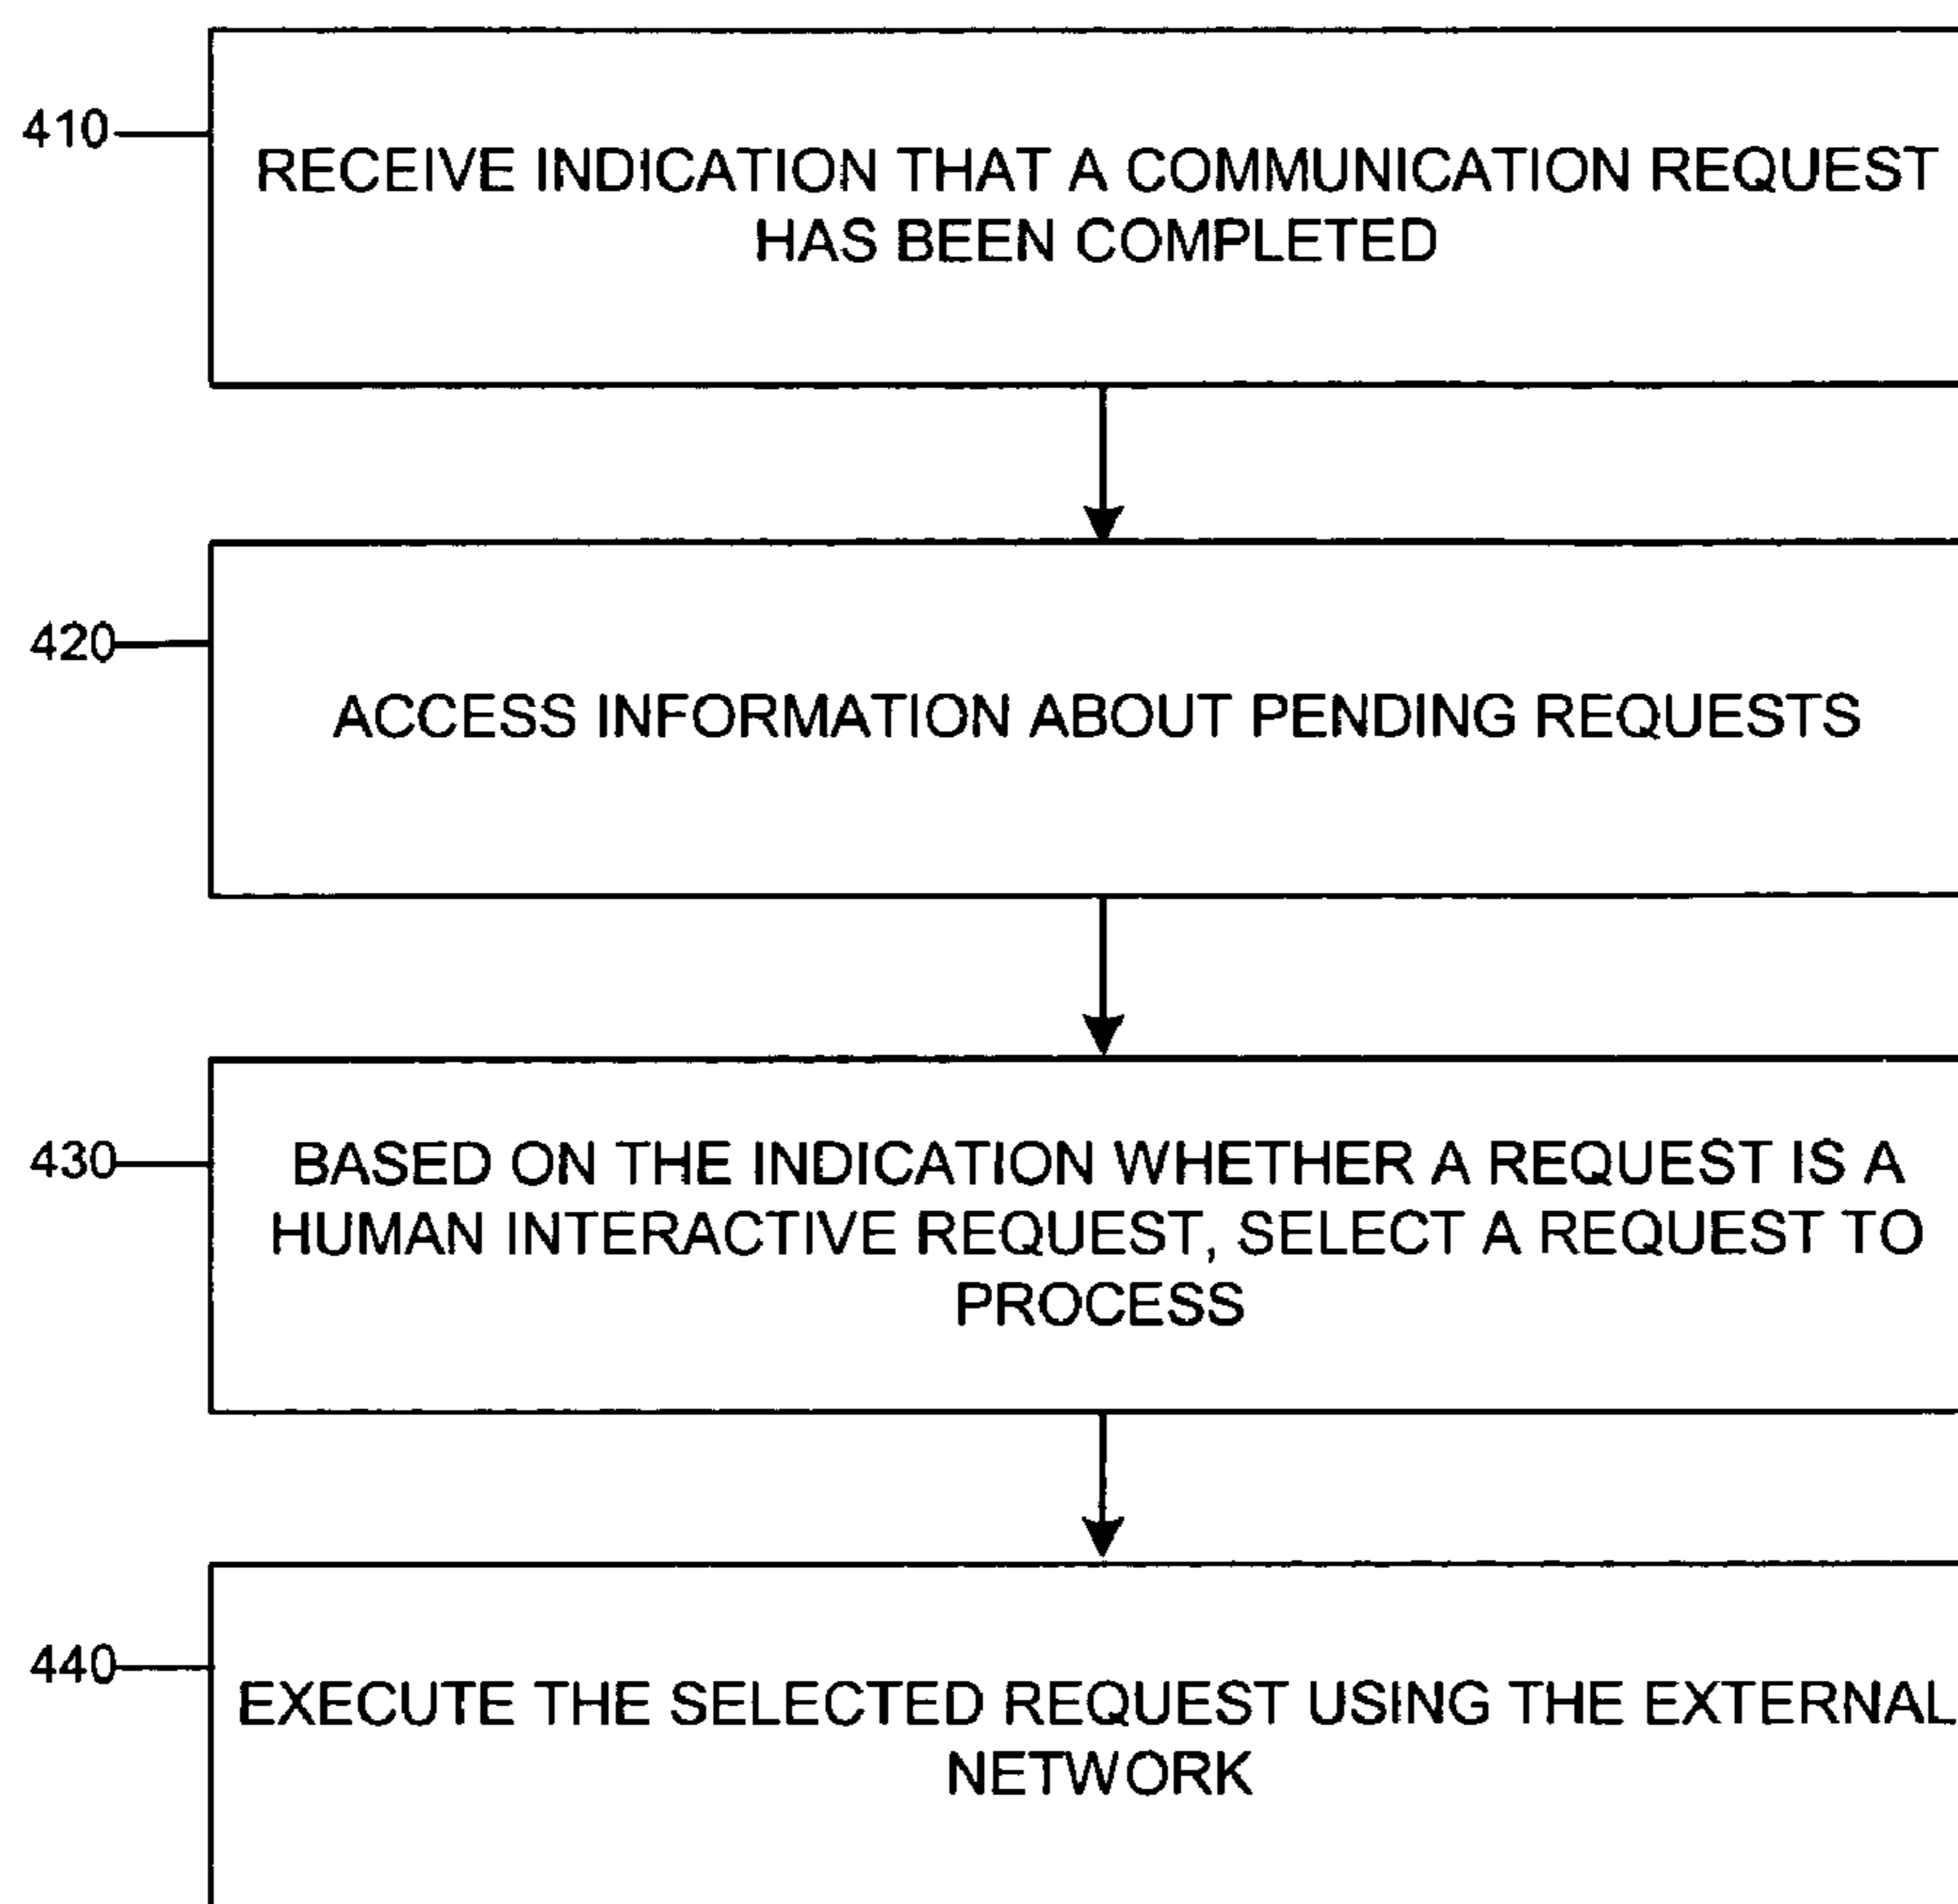 410
RECEIVE INDICATION THAT A COMMUNICATION REQUEST
HAS BEEN COMPLETED
420
ACCESS INFORMATION ABOUT PENDING REQUESTS
430
BASED ON THE INDICATION WHETHER A REQUEST IS A
HUMAN INTERACTIVE REQUEST, SELECT A REQUEST TO
PROCESS
440
EXECUTE THE SELECTED REQUEST USING THE EXTERNAL
NETWORK